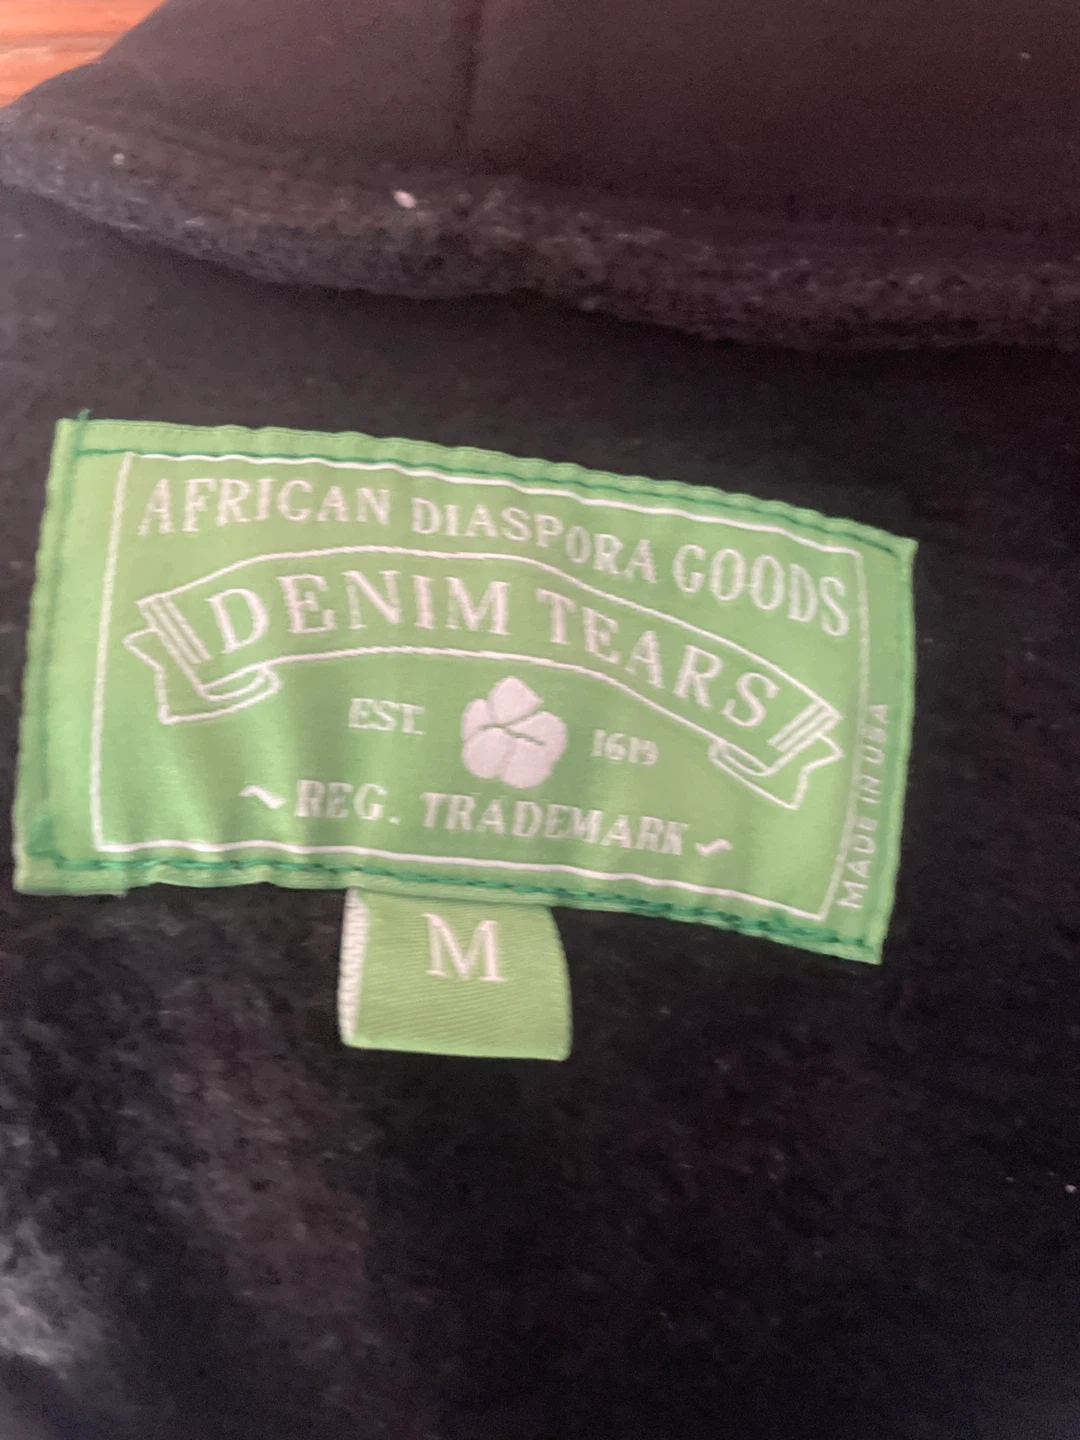 AFRICAN DIASPORA GOODS
DENIM TEARS
EST. 1619
~REG. TRADEMARK~
MADE IN USA
M